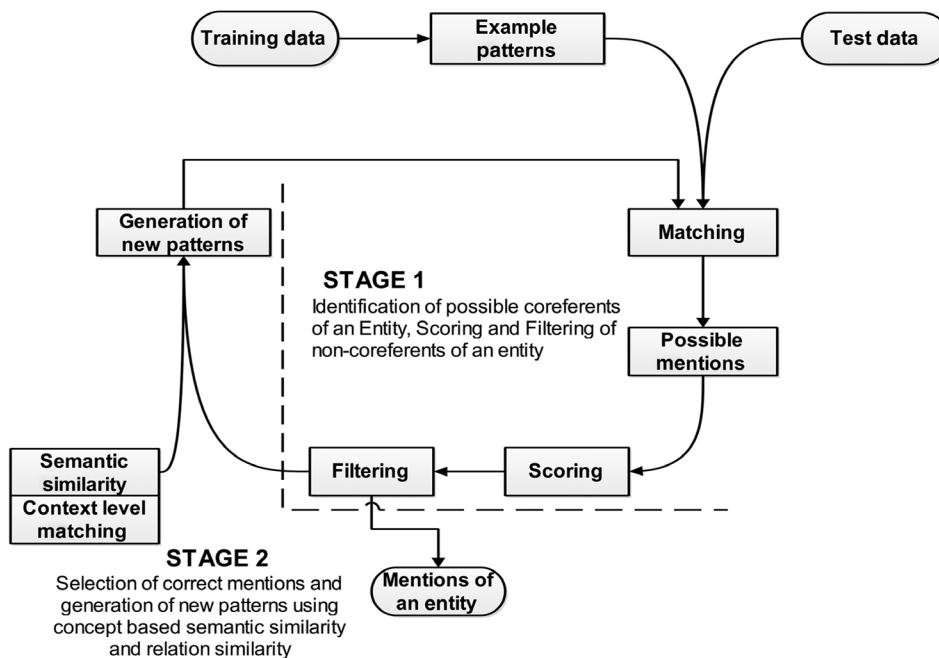 Training data
Example
patterns
Test data
Generation of
new patterns
Matching
STAGE 1
Identification of possible coreferents
of an Entity, Scoring and Filtering of
non-coreferents of an entity
Possible
mentions
Semantic
similarity
Context level
matching
Filtering
Scoring
STAGE 2
Selection of correct mentions and
generation of new patterns using
concept based semantic similarity
and relation similarity
Mentions of
an entity